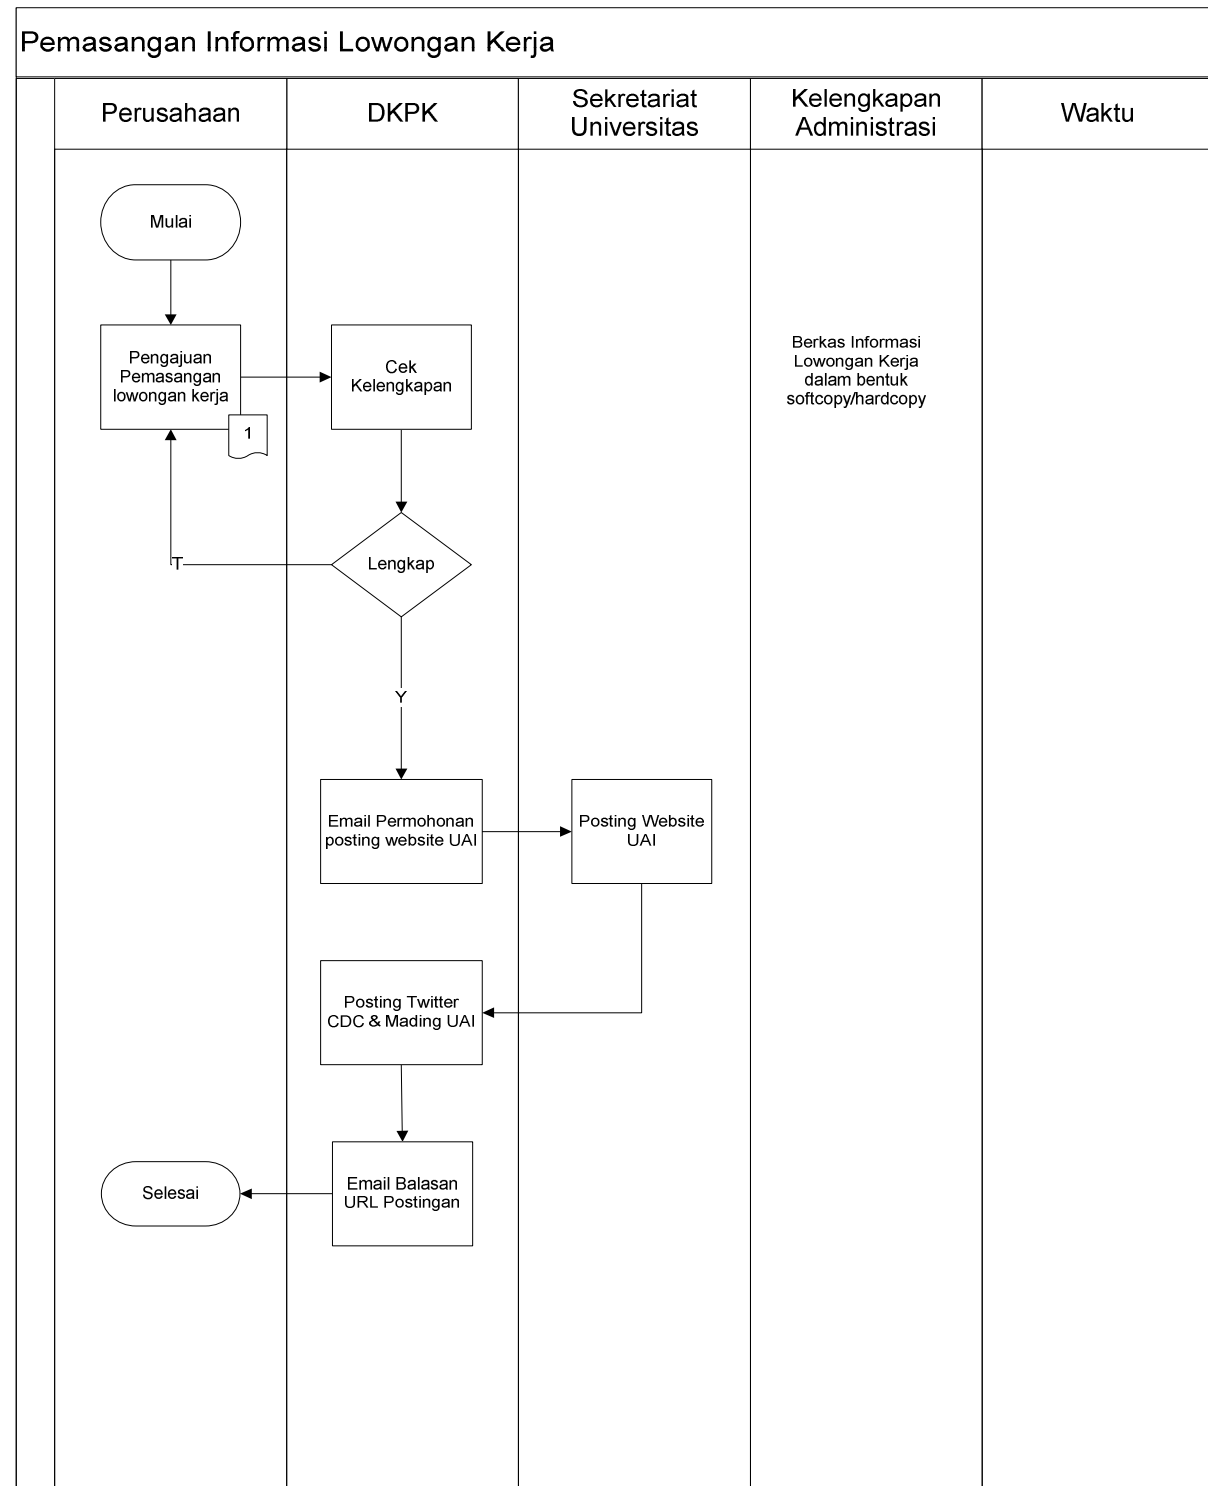 Pemasangan Informasi Lowongan Kerja
Perusahaan
DKPK
Sekretariat
Universitas
Kelengkapan
Administrasi
Waktu
Mulai
Pengajuan
Pemasangan
lowongan kerja
1
Cek
Kelengkapan
Berkas Informasi
Lowongan Kerja
dalam bentuk
softcopy/hardcopy
Lengkap
T
Y
Email Permohonan
posting website UAI
Posting Website
UAI
Posting Twitter
CDC & Mading UAI
Email Balasan
URL Postingan
Selesai